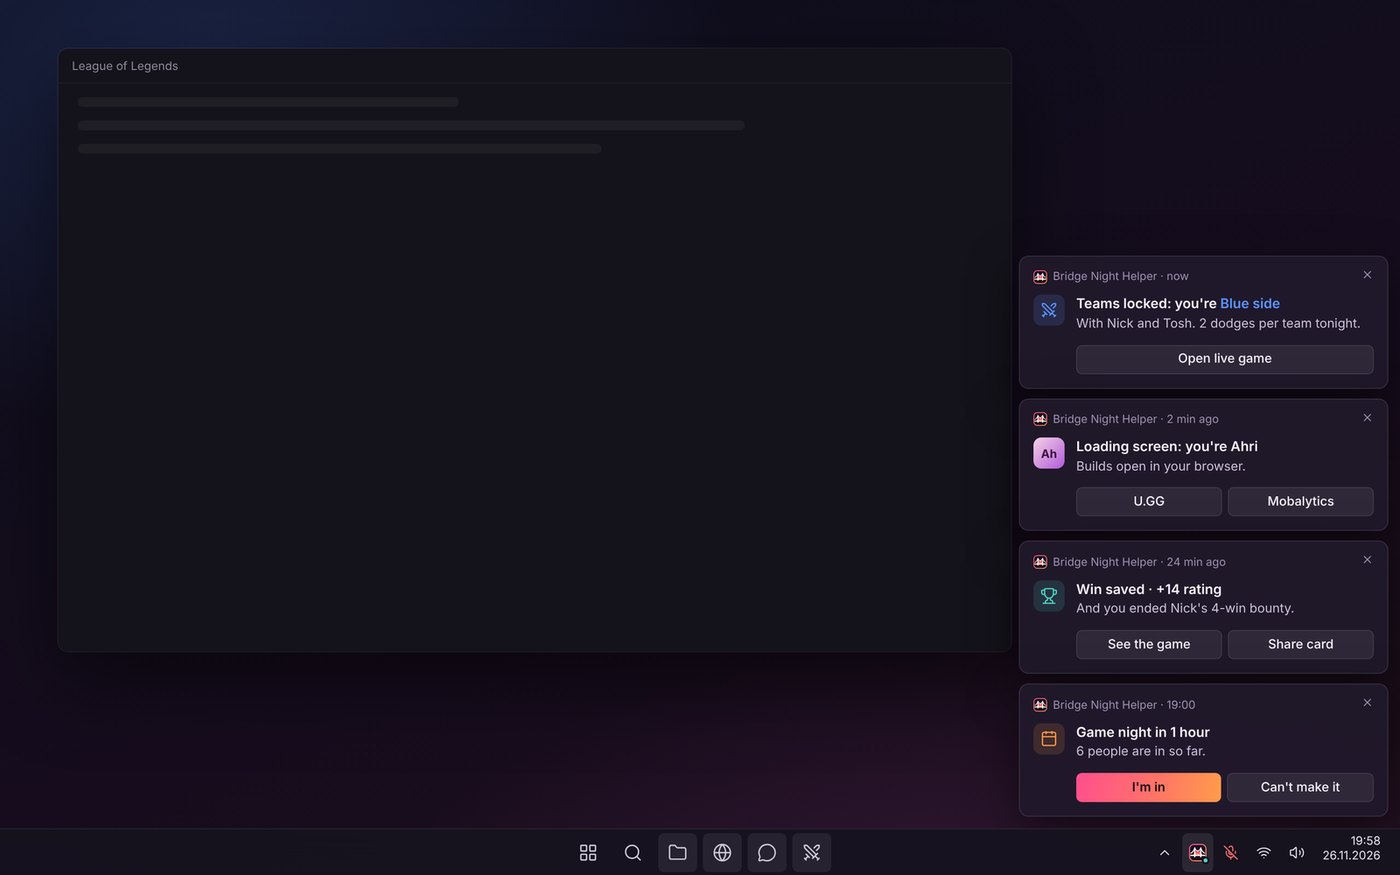 League of Legends
Bridge Night Helper · now
Teams locked: you're Blue side
With Nick and Tosh. 2 dodges per team tonight.
Open live game
Bridge Night Helper · 2 min ago
Ah
Loading screen: you're Ahri
Builds open in your browser.
U.GG
Mobalytics
Bridge Night Helper · 24 min ago
Win saved · +14 rating
And you ended Nick's 4-win bounty.
See the game
Share card
Bridge Night Helper · 19:00
Game night in 1 hour
6 people are in so far.
I'm in
Can't make it
19:58
26.11.2026